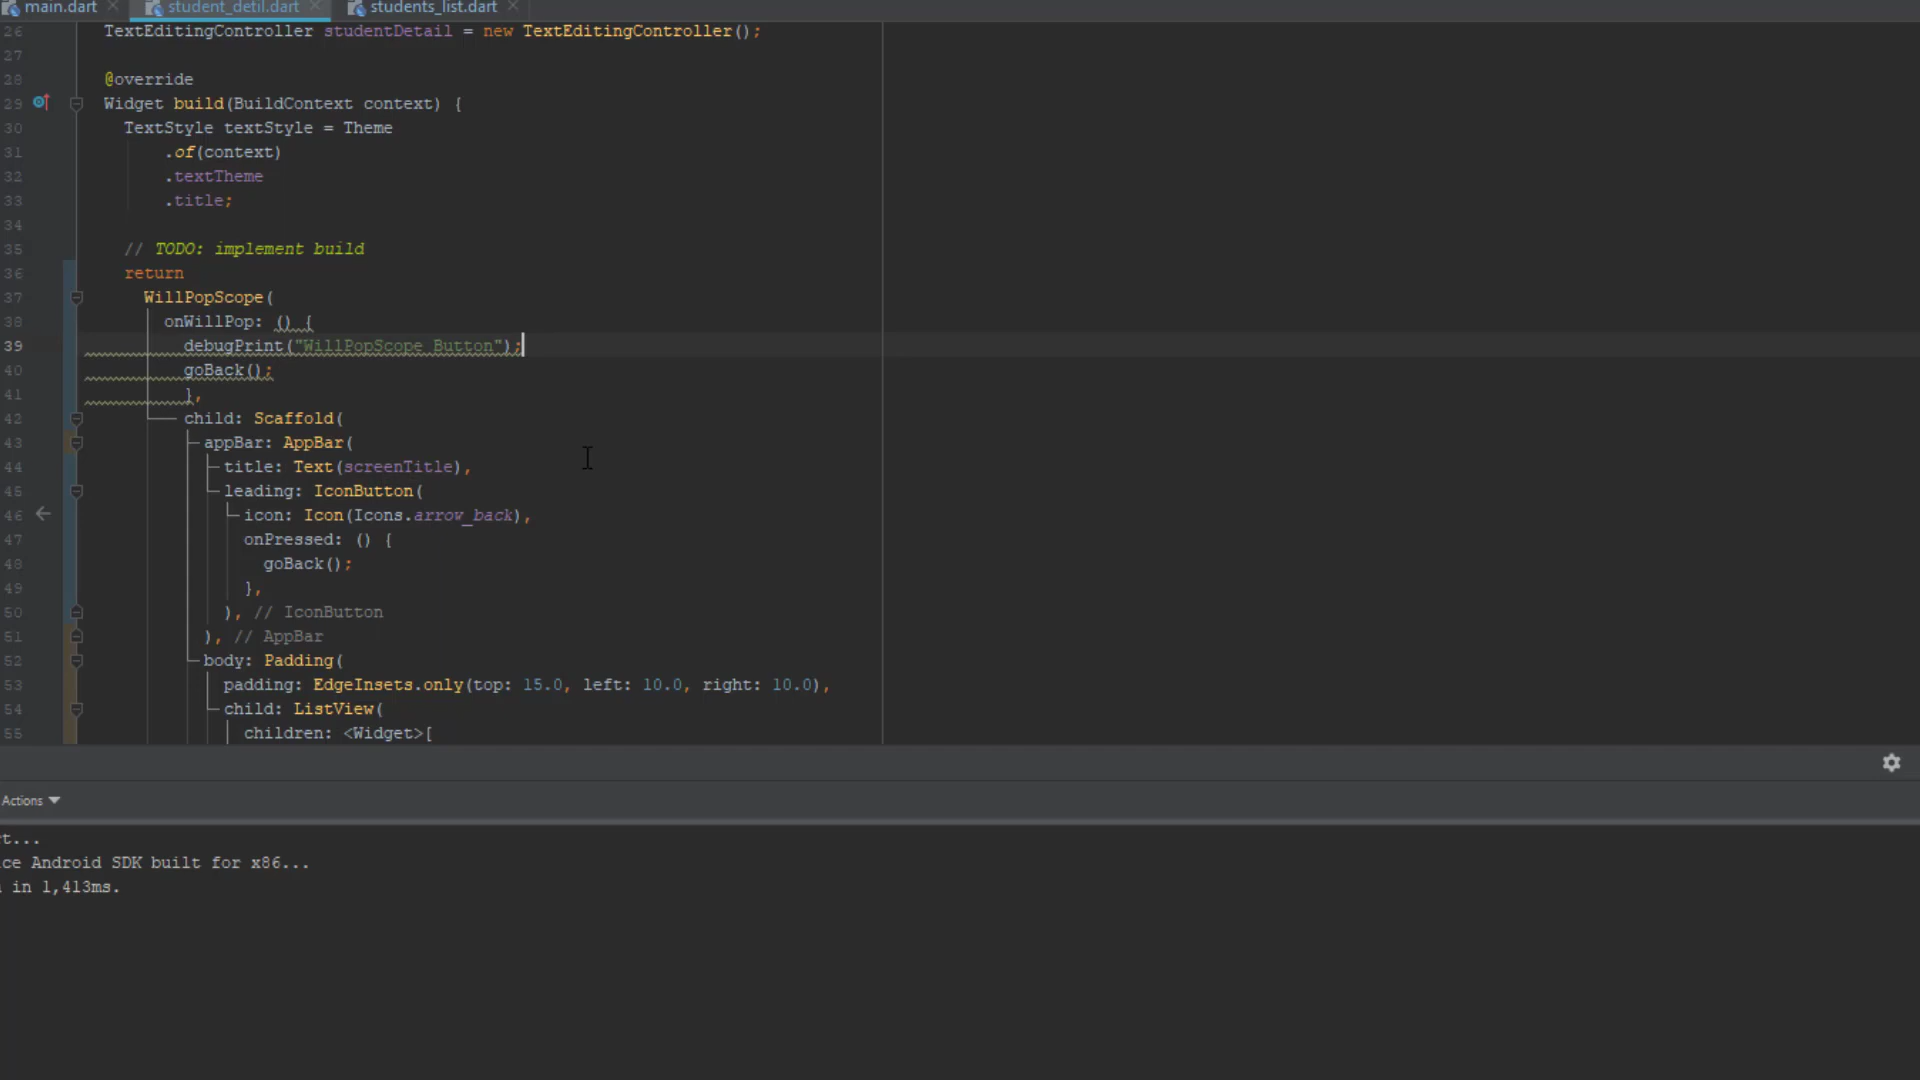 main.dart student_detil.dart students_list.dart
26 TextEditingController studentDetail = new TextEditingController();
27
28 @override
29 Widget build(BuildContext context) {
30 TextStyle textStyle = Theme
31 .of(context)
32 .textTheme
33 .title;
34
35 // TODO: implement build
36 return
37 WillPopScope(
38 onWillPop: () {
39 debugPrint("WillPopScope Button");
40 goBack();
41 },
42 child: Scaffold(
43 appBar: AppBar(
44 title: Text(screenTitle),
45 leading: IconButton(
46 icon: Icon(Icons.arrow_back),
47 onPressed: () {
48 goBack();
49 },
50 ), // IconButton
51 ), // AppBar
52 body: Padding(
53 padding: EdgeInsets.only(top: 15.0, left: 10.0, right: 10.0),
54 child: ListView(
55 children: <Widget>[
Actions
rt...
ice Android SDK built for x86...
in 1,413ms.